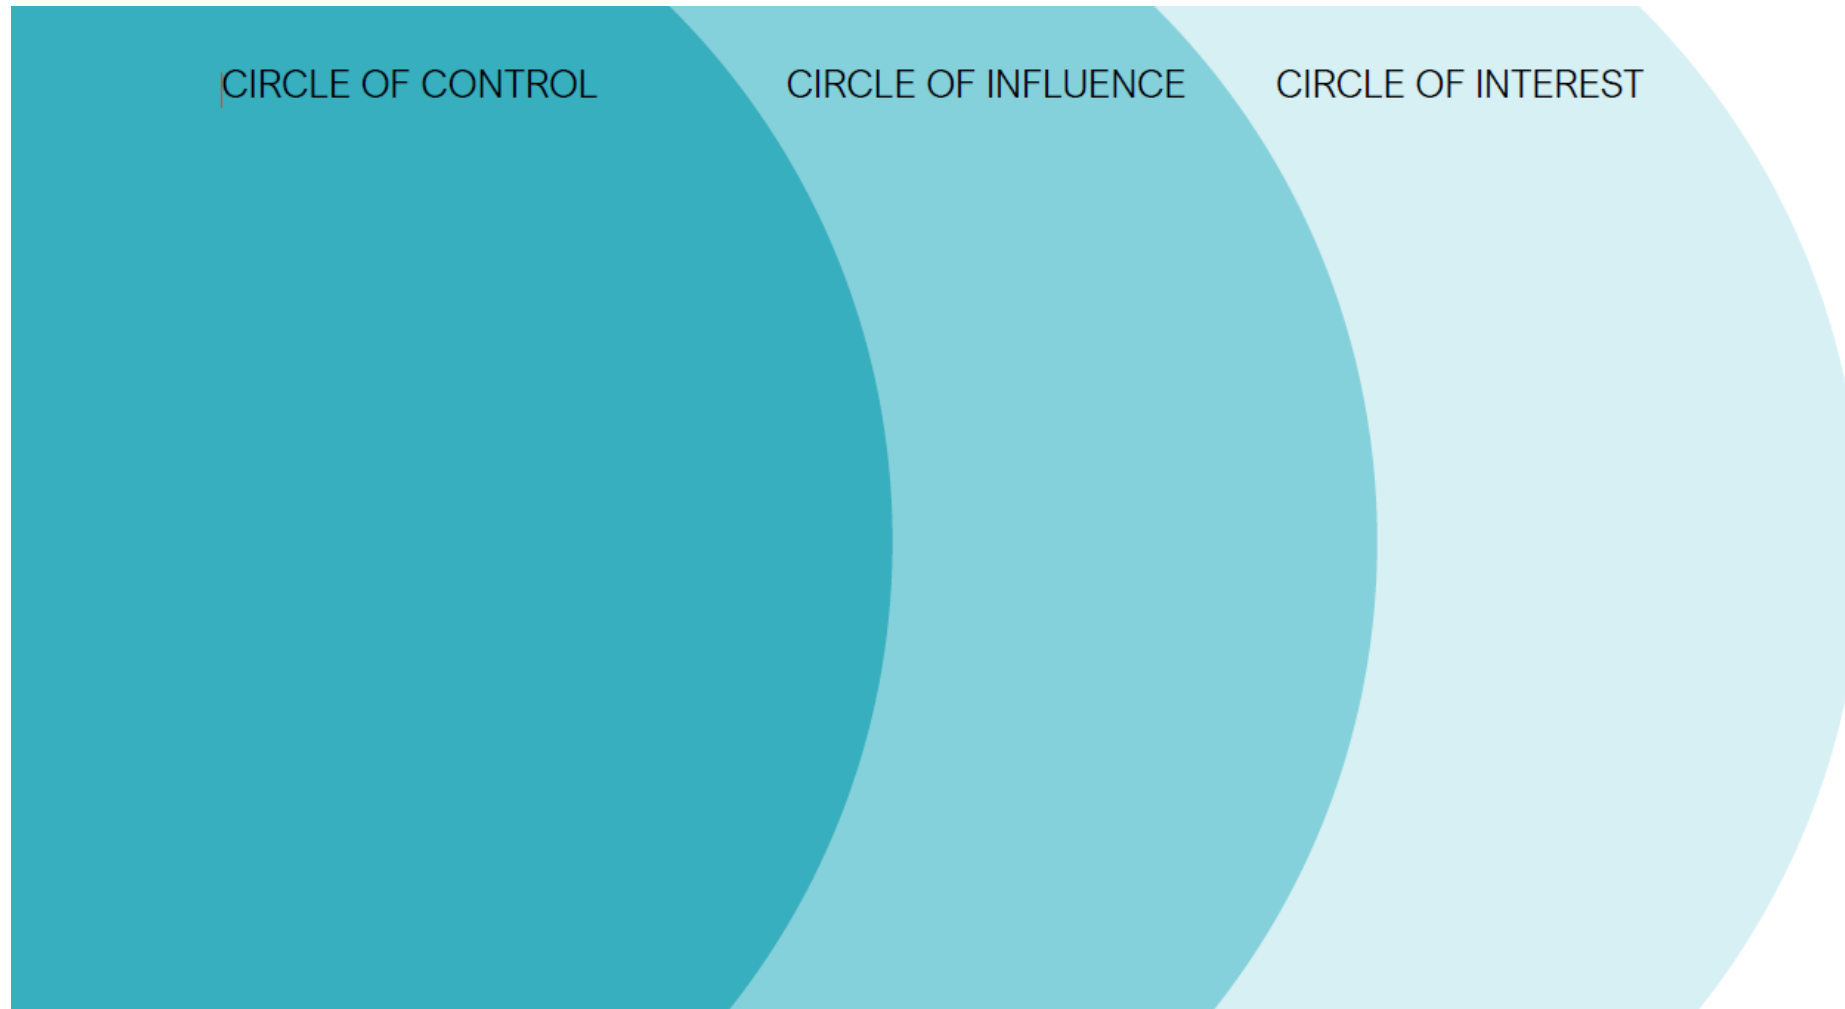 CIRCLE OF CONTROL
CIRCLE OF INFLUENCE
CIRCLE OF INTEREST